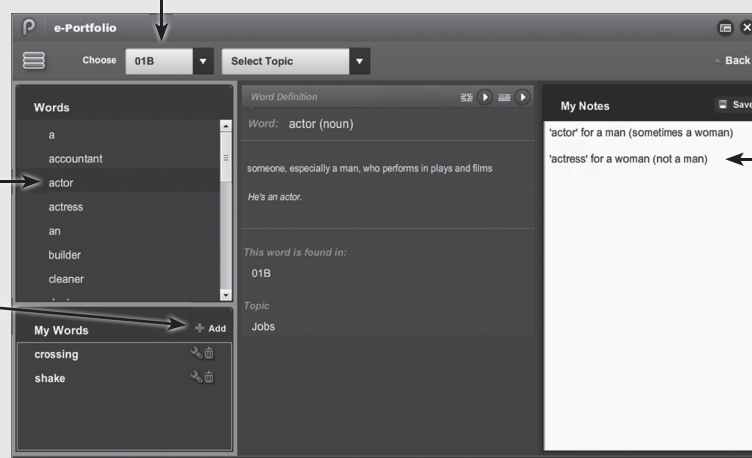 e-Portfolio
Choose
01B
Select Topic
Back
Words
a
accountant
actor
actress
an
builder
cleaner
My Words
Add
crossing
shake
Word Definition
Word: actor (noun)
someone, especially a man, who performs in plays and films
He's an actor.
This word is found in:
01B
Topic
Jobs
My Notes
Save
'actor' for a man (sometimes a woman)
'actress' for a woman (not a man)